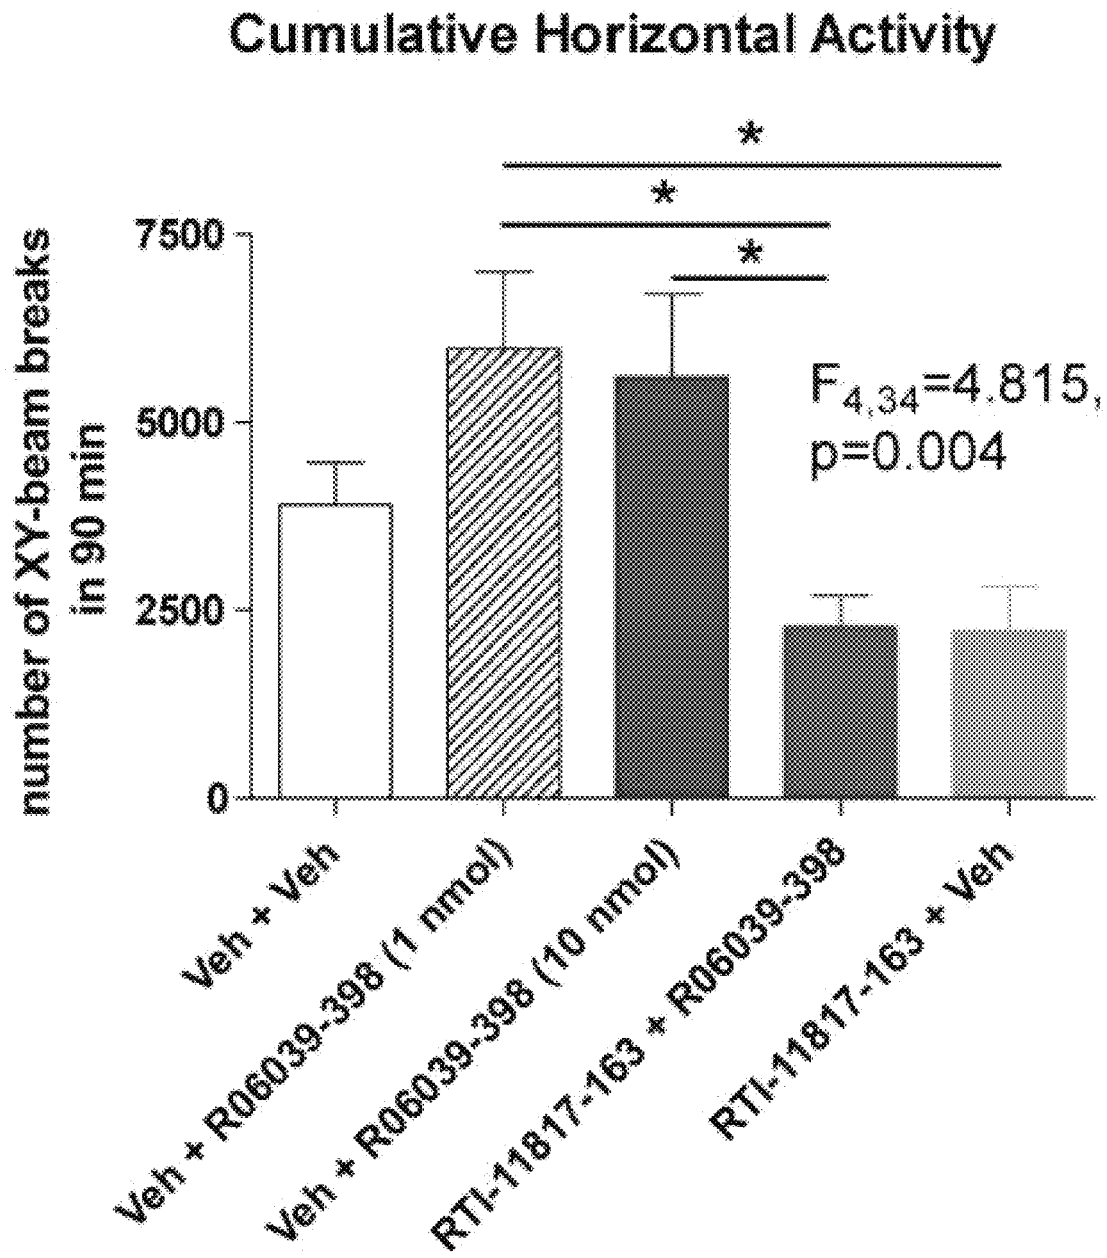 Cumulative Horizontal Activity
*
*
*
number of XY-beam breaks
in 90 min
7500
5000
2500
0
F4,34=4.815,
p=0.004
Veh + Veh
Veh + R06039-398 (1 nmol)
Veh + R06039-398 (10 nmol)
RTI-11817-163 + R06039-398
RTI-11817-163 + Veh